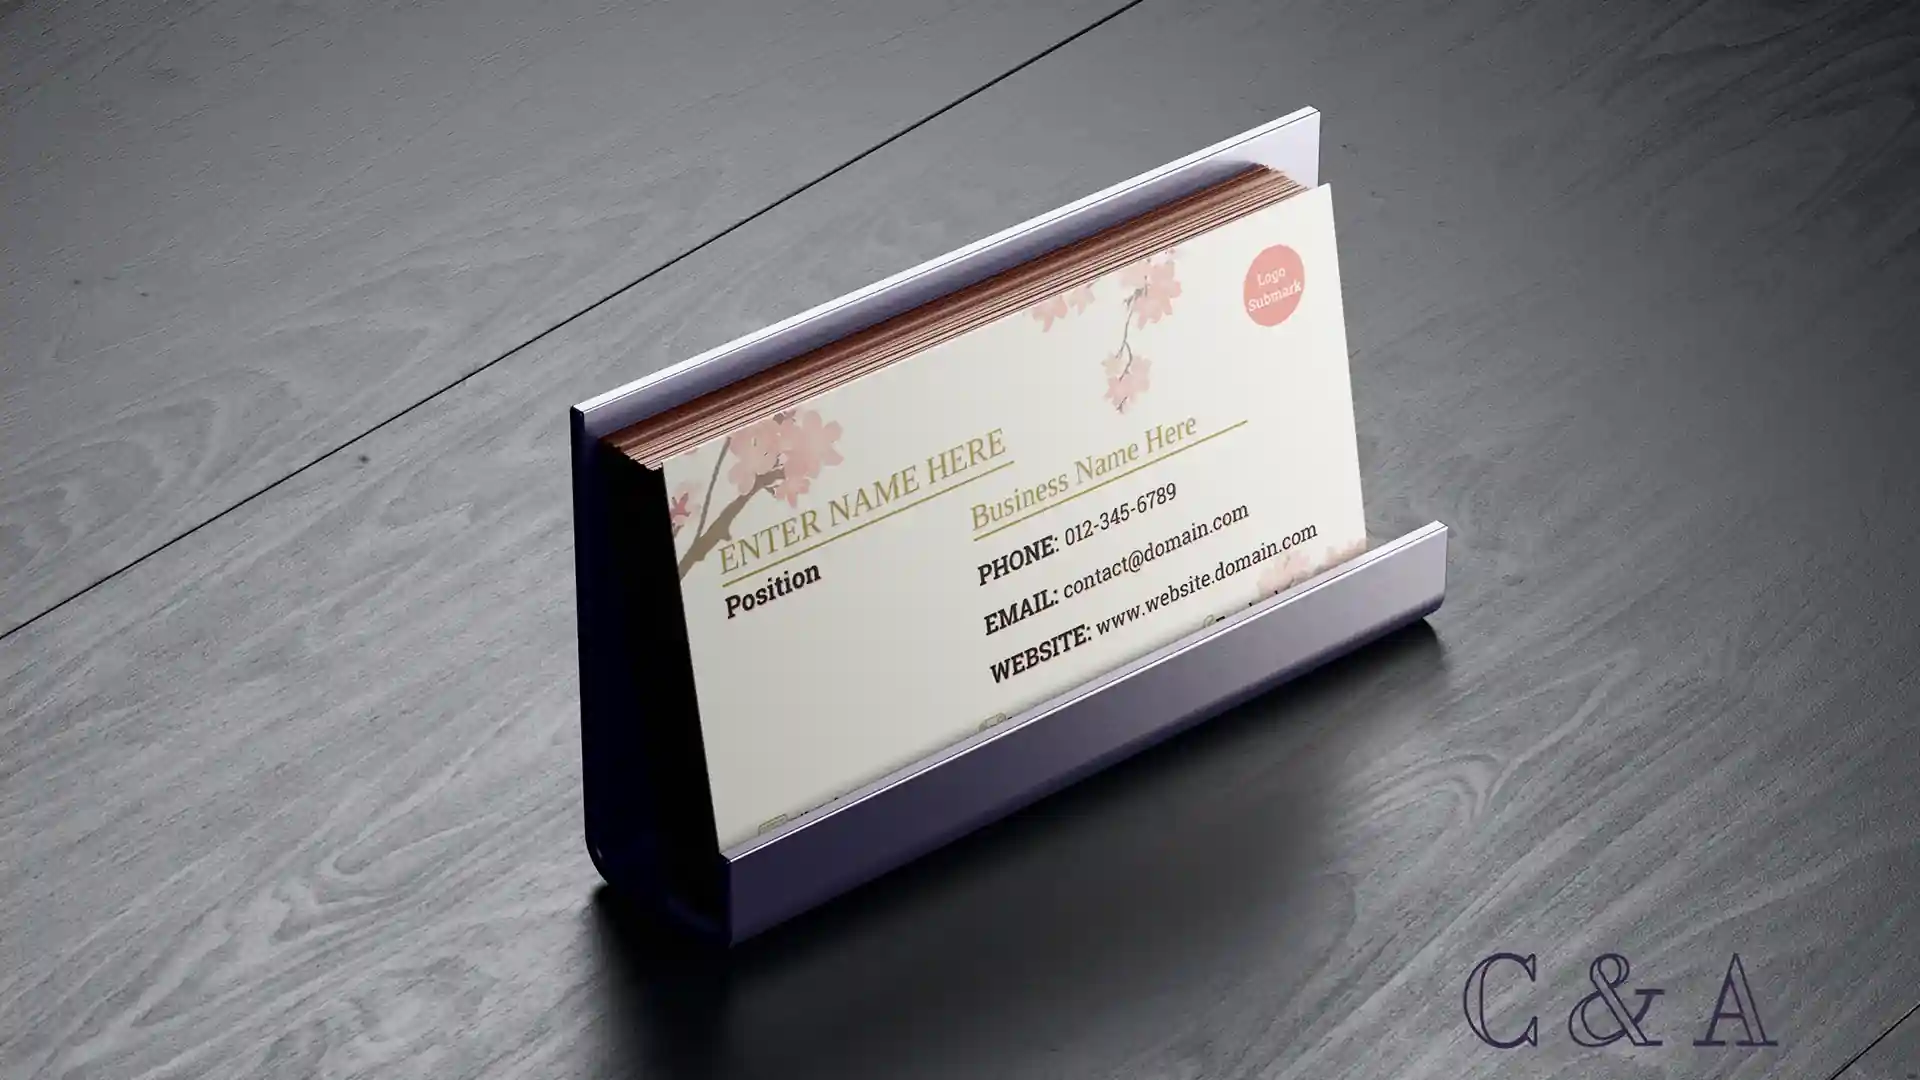 Logo
Submark
ENTER NAME HERE
Position
Business Name Here
PHONE: 012-345-6789
EMAIL: contact@domain.com
WEBSITE: www.website.domain.com
C & A